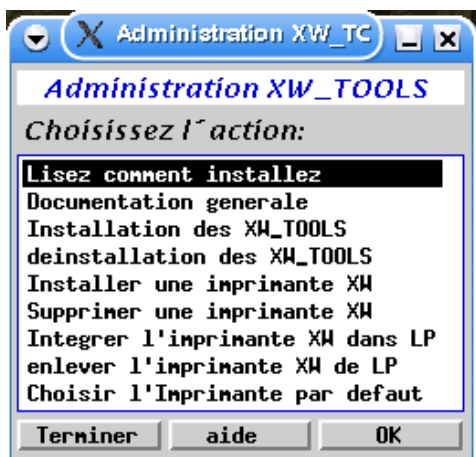 Administration XW_TC
Administration XW_TOOLS
Choisissez l´action:
Lisez comment installez
Documentation generale
Installation des XW_TOOLS
deinstallation des XW_TOOLS
Installer une imprimante XW
Supprimer une imprimante XW
Integrer l'imprimante XW dans LP
enlever l'imprimante XW de LP
Choisir l'Imprimante par defaut
Terminer aide OK